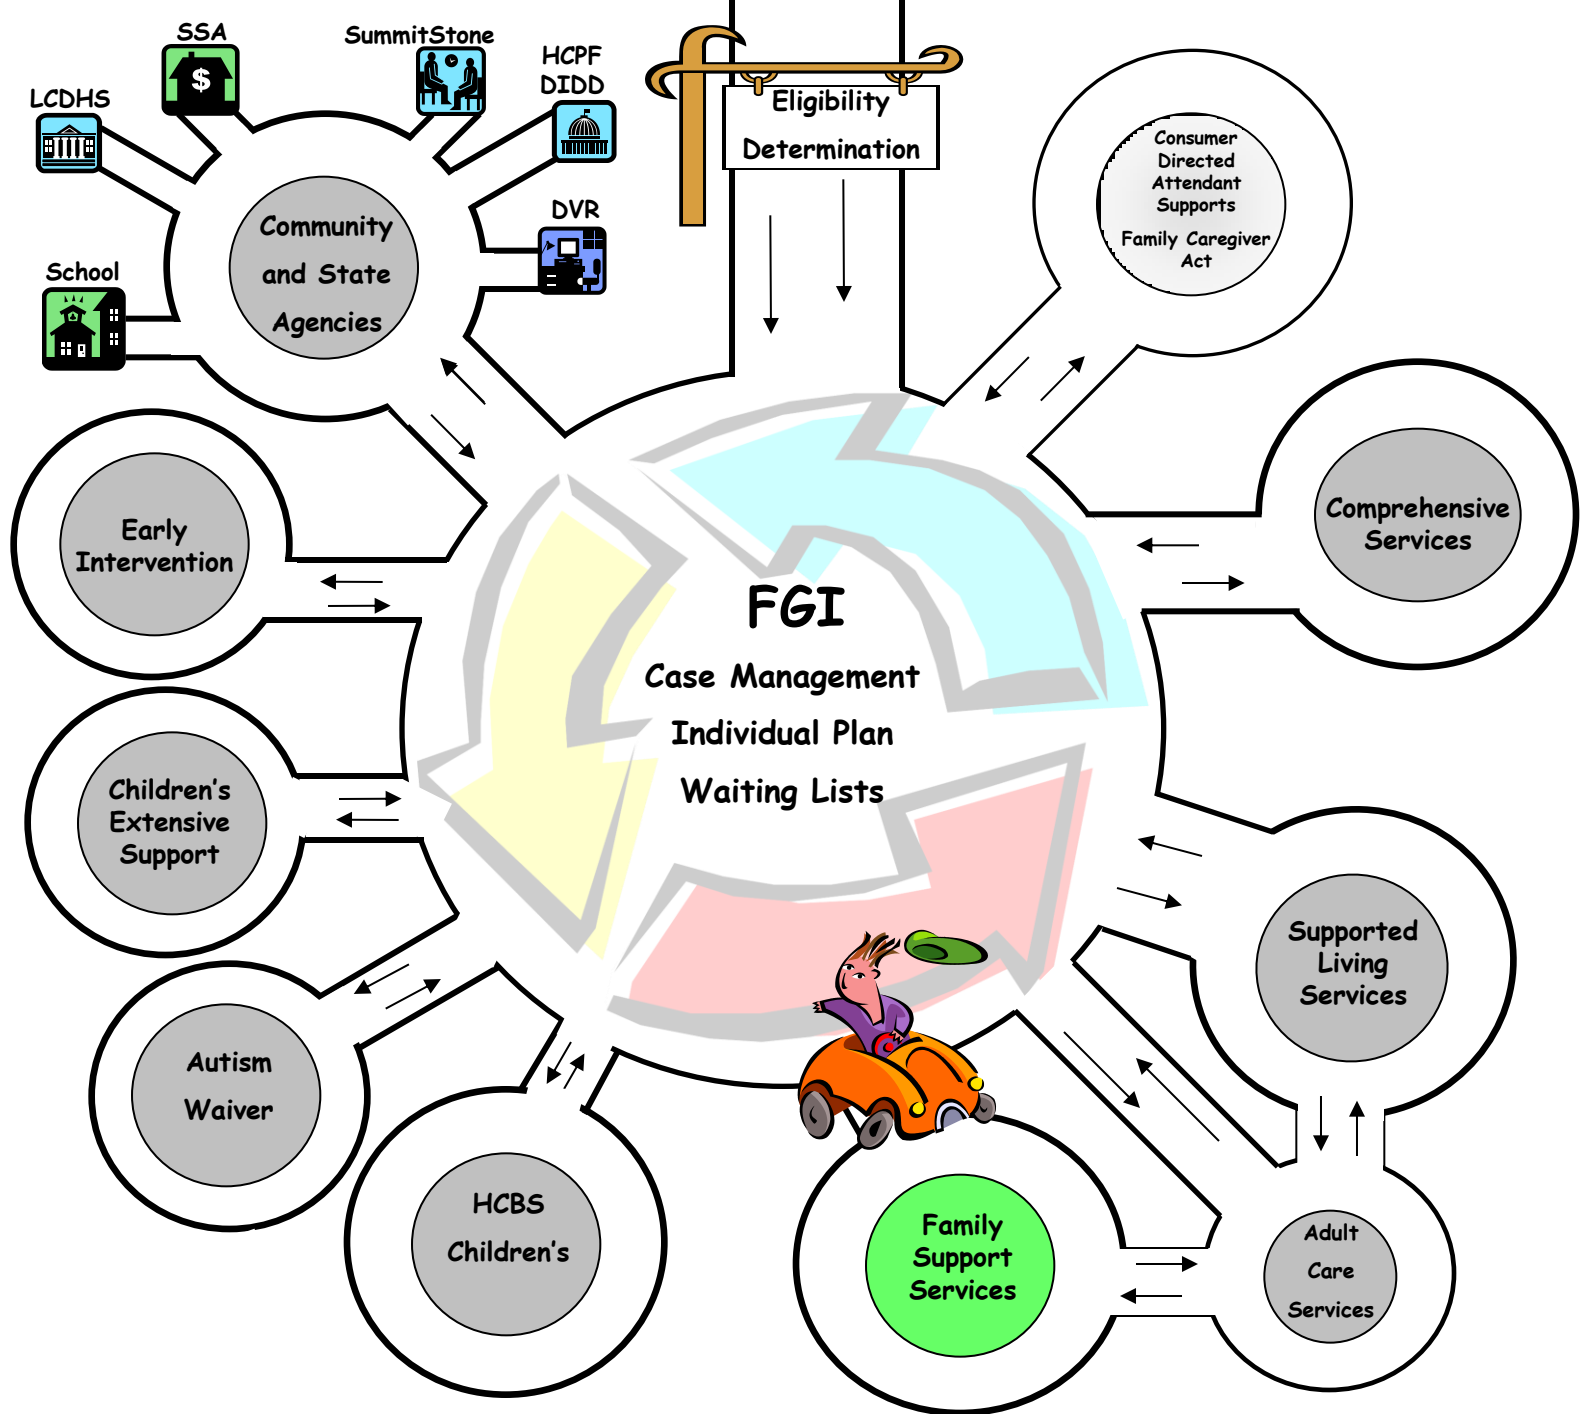 SSA
SummitStone
HCPF
DIDD
LCDHS
DVR
School
Community
and State
Agencies
Eligibility
Determination
Consumer
Directed
Attendant
Supports
Family Caregiver
Act
Early
Intervention
Comprehensive
Services
FGI
Case Management
Individual Plan
Waiting Lists
Children's
Extensive
Support
Supported
Living
Services
Autism
Waiver
HCBS
Children's
Family
Support
Services
Adult
Care
Services
$